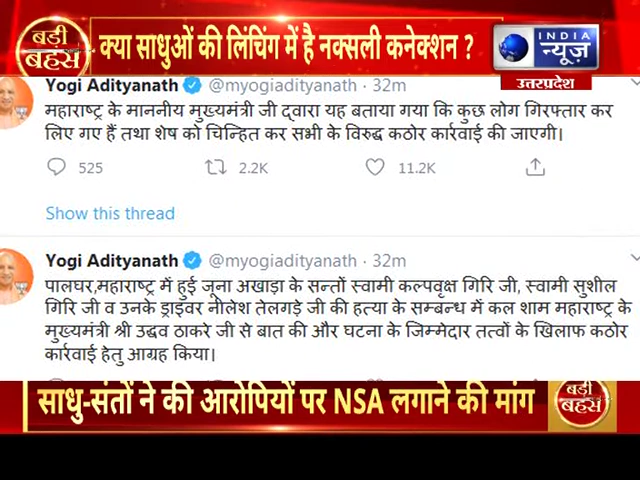 बड़ी बहस
क्या साधुओं की लिंचिंग में है नक्सली कनेक्शन ?
INDIA
न्यूज़
उत्तरप्रदेश
Yogi Adityanath @myogiadityanath · 32m
महाराष्ट्र के माननीय मुख्यमंत्री जी द्वारा यह बताया गया कि कुछ लोग गिरफ्तार कर
लिए गए हैं तथा शेष को चिन्हित कर सभी के विरुद्ध कठोर कार्रवाई की जाएगी।
525 2.2K 11.2K
Show this thread
Yogi Adityanath @myogiadityanath · 32m
पालघर,महाराष्ट्र में हुई जूना अखाड़ा के सन्तों स्वामी कल्पवृक्ष गिरि जी, स्वामी सुशील
गिरि जी व उनके ड्राइवर नीलेश तेलगड़े जी की हत्या के सम्बन्ध में कल शाम महाराष्ट्र के
मुख्यमंत्री श्री उद्धव ठाकरे जी से बात की और घटना के जिम्मेदार तत्वों के खिलाफ कठोर
कार्रवाई हेतु आग्रह किया।
साधु-संतों ने की आरोपियों पर NSA लगाने की मांग
बड़ी बहस